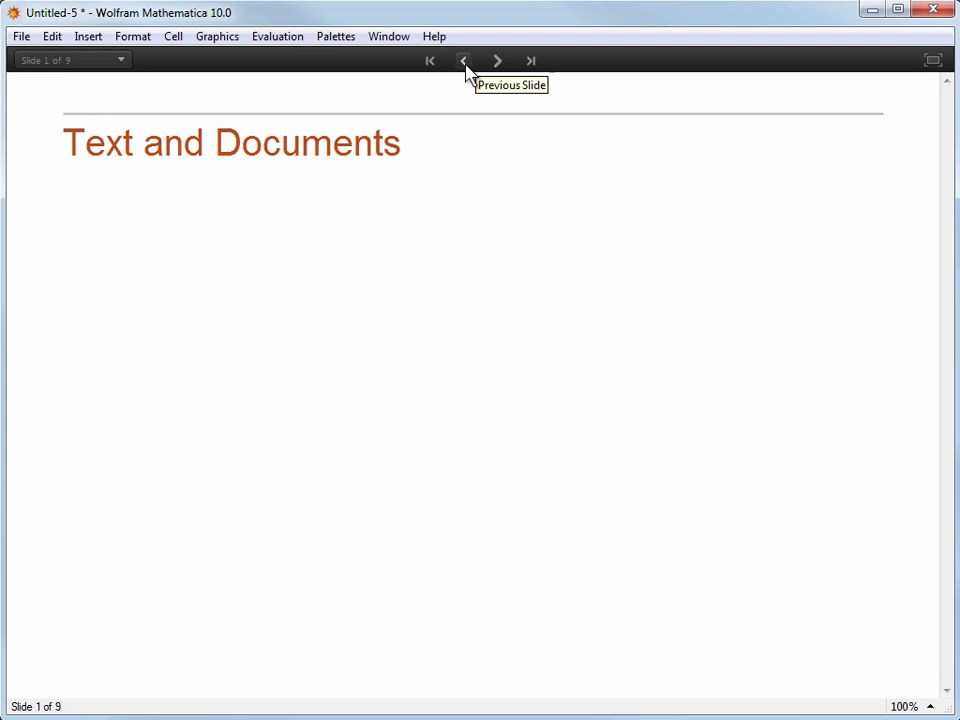 Untitled-5 * - Wolfram Mathematica 10.0
File Edit Insert Format Cell Graphics Evaluation Palettes Window Help
Slide 1 of 9
Previous Slide
Text and Documents
Slide 1 of 9 100%